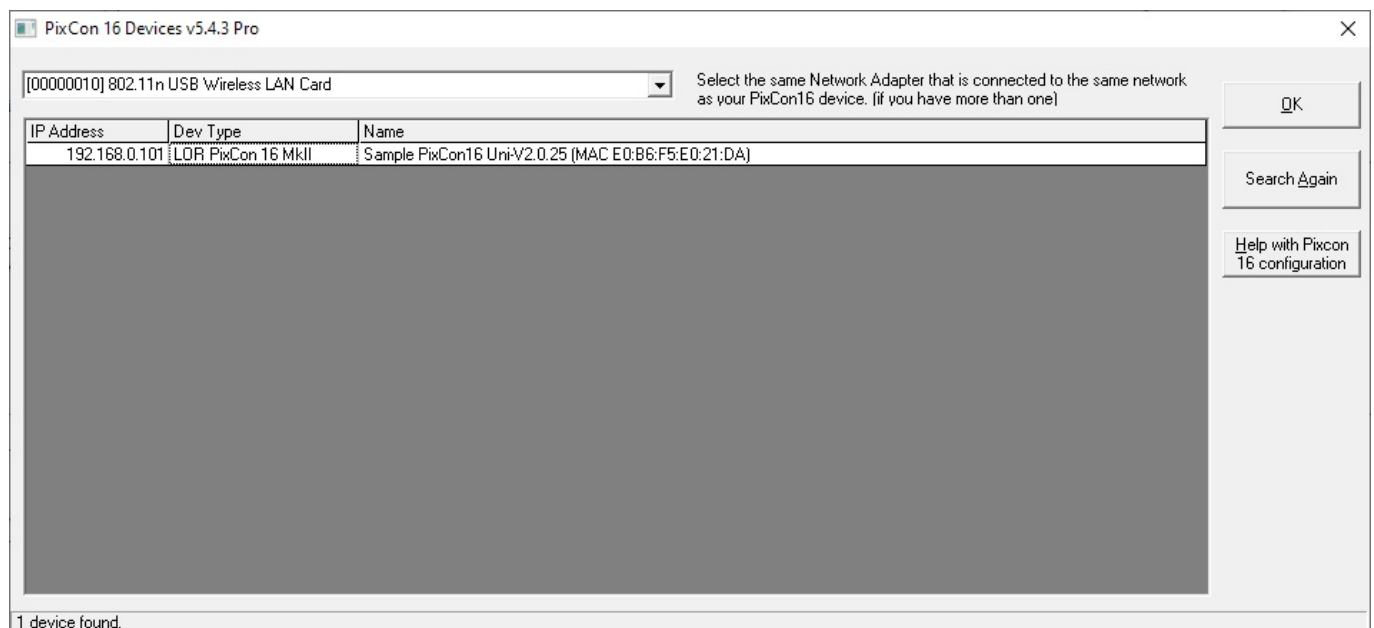 PixCon 16 Devices v5.4.3 Pro
[00000010] 802.11n USB Wireless LAN Card
Select the same Network Adapter that is connected to the same network
as your PixCon16 device. (if you have more than one)
OK
IP Address Dev Type Name
192.168.0.101 LOR PixCon 16 MkII Sample PixCon16 Uni-V2.0.25 (MAC E0:B6:F5:E0:21:DA)
Search Again
Help with Pixcon
16 configuration
1 device found.